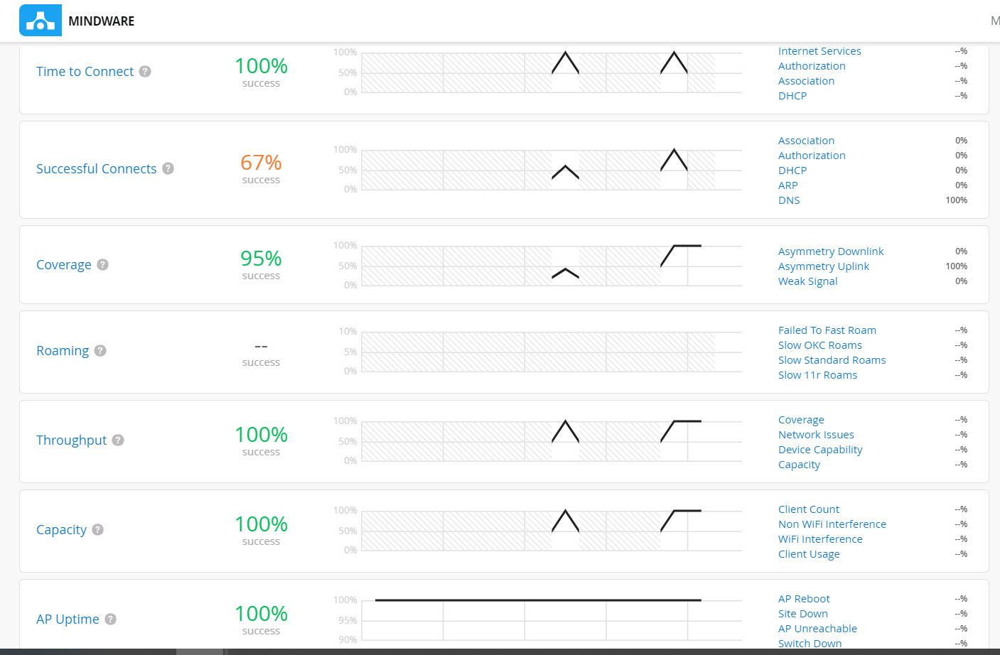 MINDWARE
M
Time to Connect ?
100%
success
100%
50%
0%
Internet Services --%
Authorization --%
Association --%
DHCP --%
Successful Connects ?
67%
success
100%
50%
0%
Association 0%
Authorization 0%
DHCP 0%
ARP 0%
DNS 100%
Coverage ?
95%
success
100%
50%
0%
Asymmetry Downlink 0%
Asymmetry Uplink 100%
Weak Signal 0%
Roaming ?
--
success
10%
5%
0%
Failed To Fast Roam --%
Slow OKC Roams --%
Slow Standard Roams --%
Slow 11r Roams --%
Throughput ?
100%
success
100%
50%
0%
Coverage --%
Network Issues --%
Device Capability --%
Capacity --%
Capacity ?
100%
success
100%
50%
0%
Client Count --%
Non WiFi Interference --%
WiFi Interference --%
Client Usage --%
AP Uptime ?
100%
success
100%
95%
90%
AP Reboot --%
Site Down --%
AP Unreachable --%
Switch Down --%